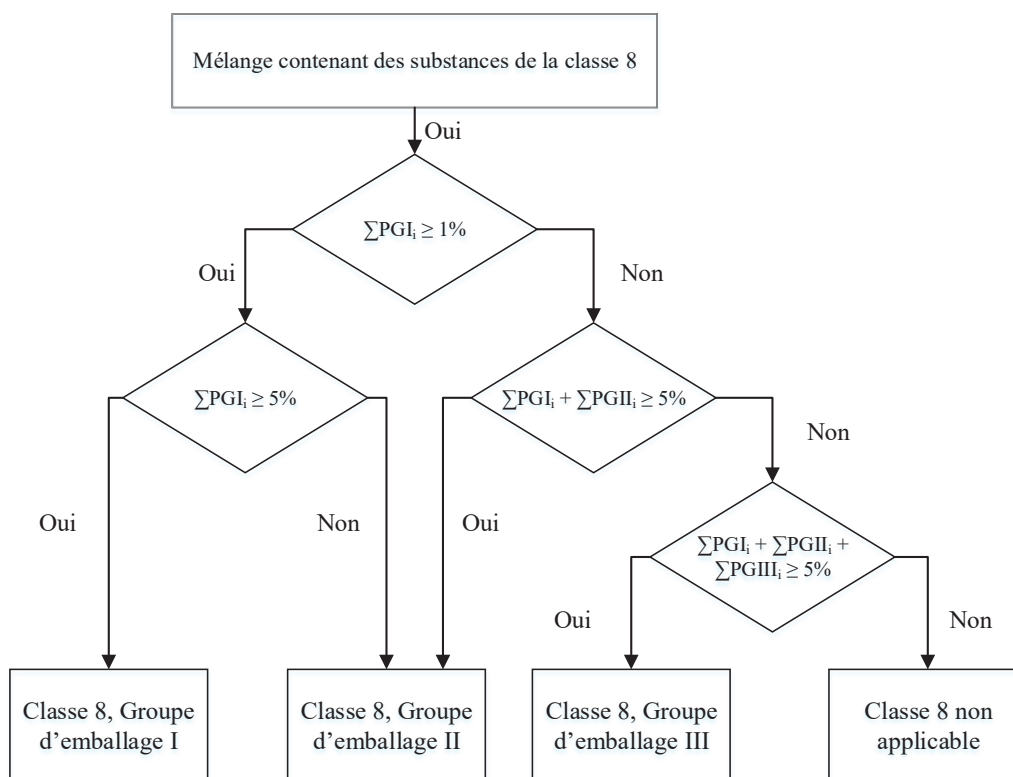 Mélange contenant des substances de la classe 8
Oui
∑PGIᵢ ≥ 1%
Oui
Non
∑PGIᵢ ≥ 5%
∑PGIᵢ + ∑PGIIᵢ ≥ 5%
Non
Oui
Non
Oui
∑PGIᵢ + ∑PGIIᵢ +
∑PGIIIᵢ ≥ 5%
Oui
Non
Classe 8, Groupe
d’emballage I
Classe 8, Groupe
d’emballage II
Classe 8, Groupe
d’emballage III
Classe 8 non
applicable